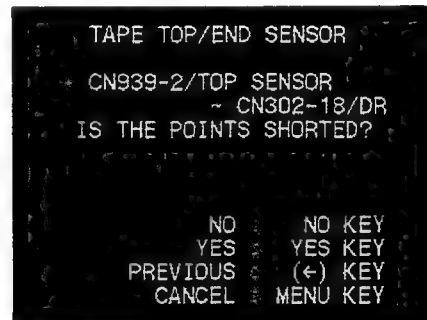 TAPE TOP/END SENSOR
* CN939-2/TOP SENSOR
~ CN302-18/DR
IS THE POINTS SHORTED?
NO : NO KEY
YES : YES KEY
PREVIOUS : (←) KEY
CANCEL : MENU KEY